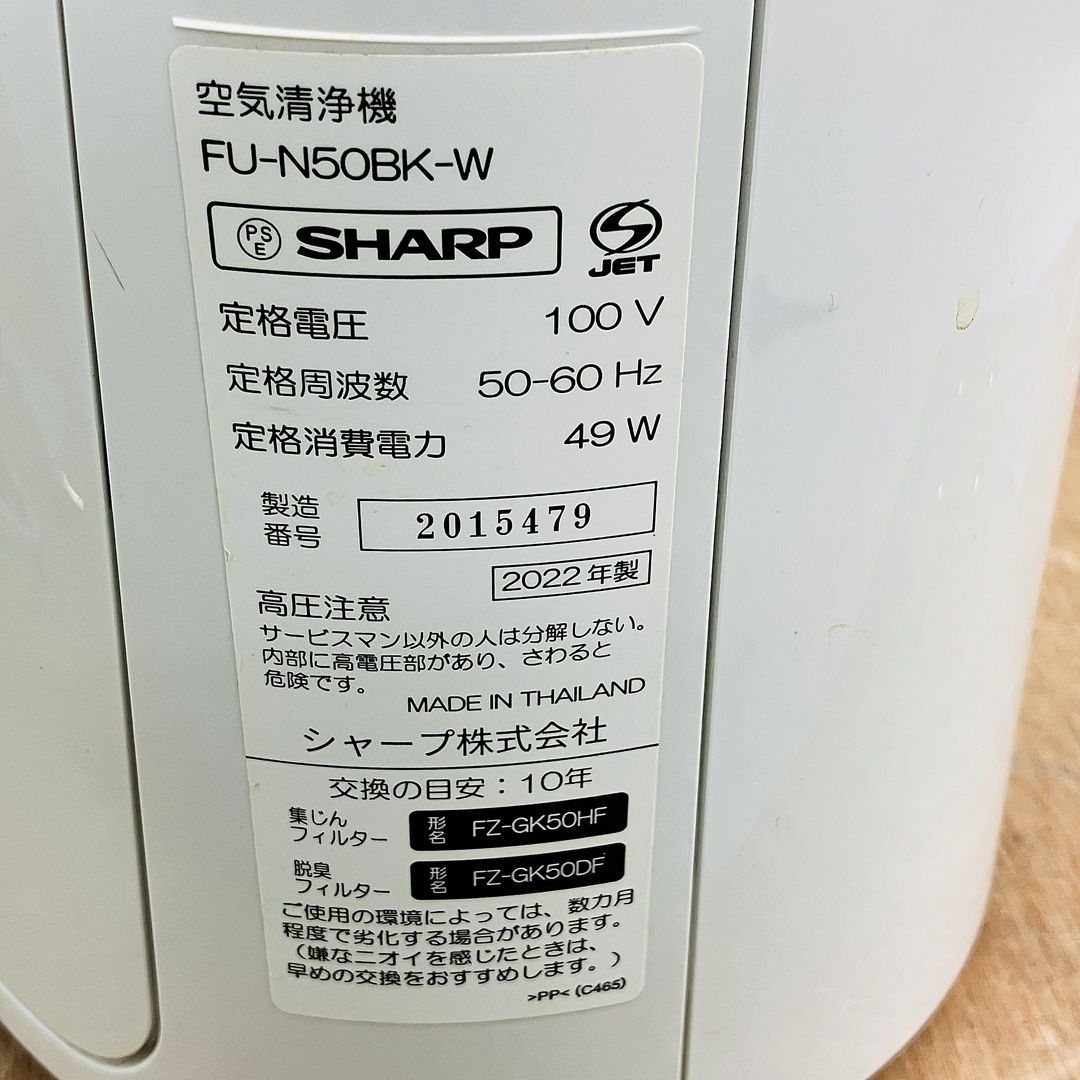 空気清浄機
FU-N50BK-W
PSE SHARP JET
定格電圧 100 V
定格周波数 50-60 Hz
定格消費電力 49 W
製造番号 2015479
2022年製
高圧注意
サービスマン以外の人は分解しない。
内部に高電圧部があり、さわると
危険です。
MADE IN THAILAND
シャープ株式会社
交換の目安：10年
集じんフィルター 形名 FZ-GK50HF
脱臭フィルター 形名 FZ-GK50DF
ご使用の環境によっては、数カ月
程度で劣化する場合があります。
（嫌なニオイを感じたときは、
早めの交換をおすすめします。）
>PP< (C465)